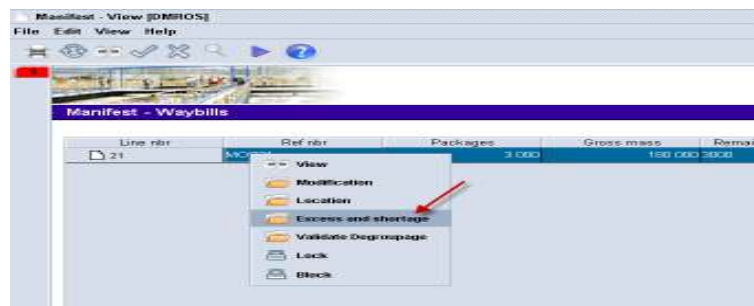 Manifest - View [DMROS]
File Edit View Help
Manifest - Waybills
Line nbr Ref nbr Packages Gross mass Remai
21 3 000 180 000 3000
View
Modification
Location
Excess and shortage
Validate Degroupage
Lock
Block